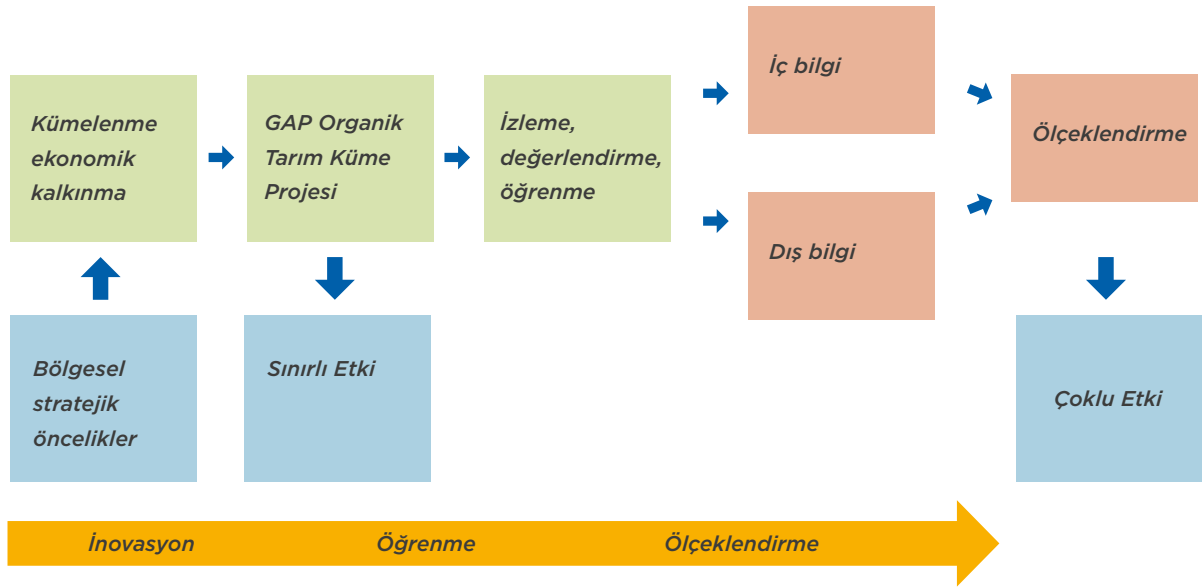 Kümelenme
ekonomik
kalkınma
GAP Organik
Tarım Küme
Projesi
İzleme,
değerlendirme,
öğrenme
İç bilgi
Dış bilgi
Ölçeklendirme
Bölgesel
stratejik
öncelikler
Sınırlı Etki
Çoklu Etki
İnovasyon
Öğrenme
Ölçeklendirme